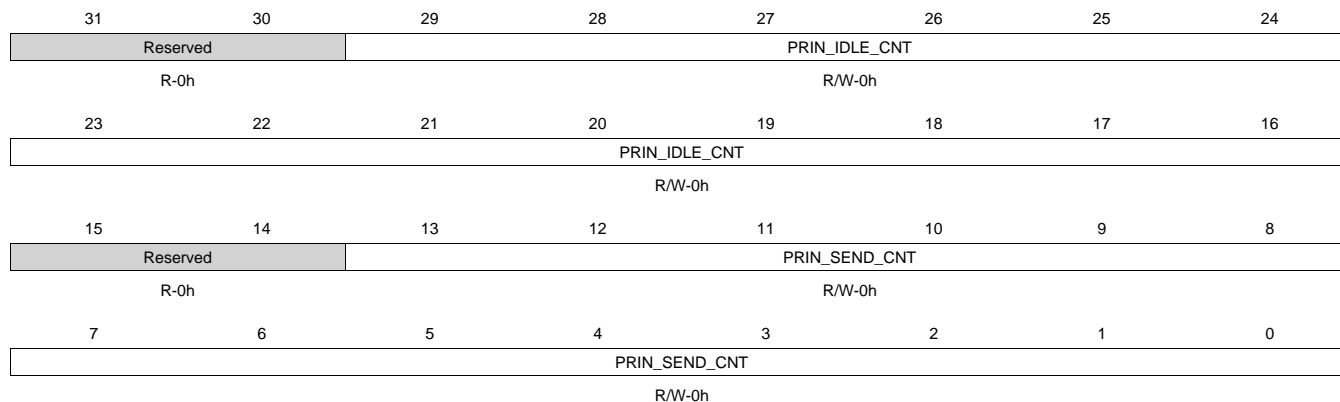 31 30 29 28 27 26 25 24
Reserved PRIN_IDLE_CNT
R-0h R/W-0h
23 22 21 20 19 18 17 16
PRIN_IDLE_CNT
R/W-0h
15 14 13 12 11 10 9 8
Reserved PRIN_SEND_CNT
R-0h R/W-0h
7 6 5 4 3 2 1 0
PRIN_SEND_CNT
R/W-0h